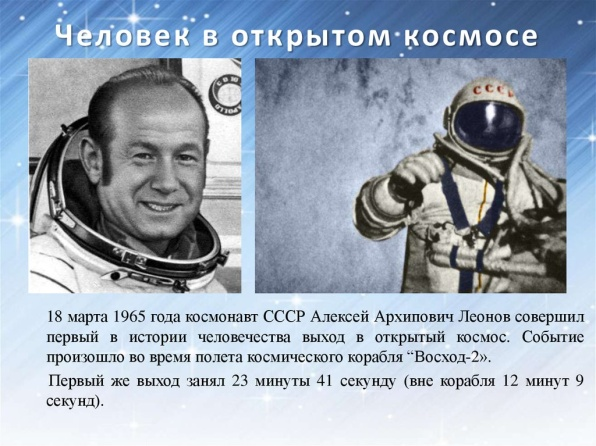 Человек в открытом космосе
СССР
18 марта 1965 года космонавт СССР Алексей Архипович Леонов совершил
первый в истории человечества выход в открытый космос. Событие
произошло во время полета космического корабля “Восход-2».
Первый же выход занял 23 минуты 41 секунду (вне корабля 12 минут 9
секунд).